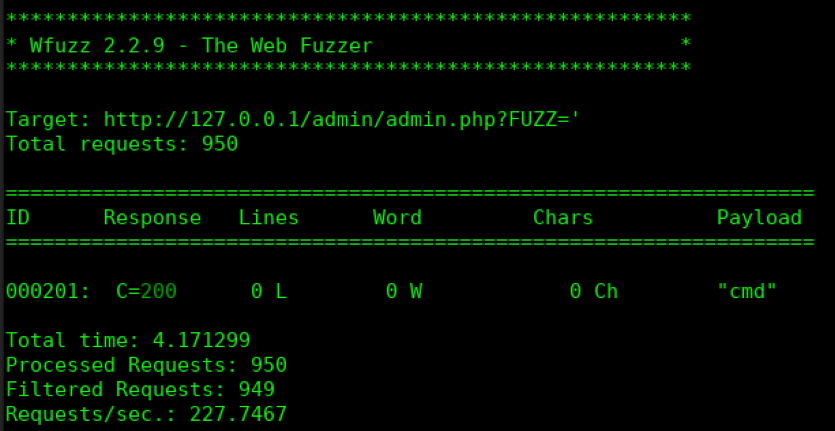 ********************************************************
* Wfuzz 2.2.9 - The Web Fuzzer                         *
********************************************************
Target: http://127.0.0.1/admin/admin.php?FUZZ='
Total requests: 950
==================================================================
ID      Response   Lines      Word         Chars          Payload
==================================================================
000201:  C=200      0 L        0 W            0 Ch        "cmd"
Total time: 4.171299
Processed Requests: 950
Filtered Requests: 949
Requests/sec.: 227.7467